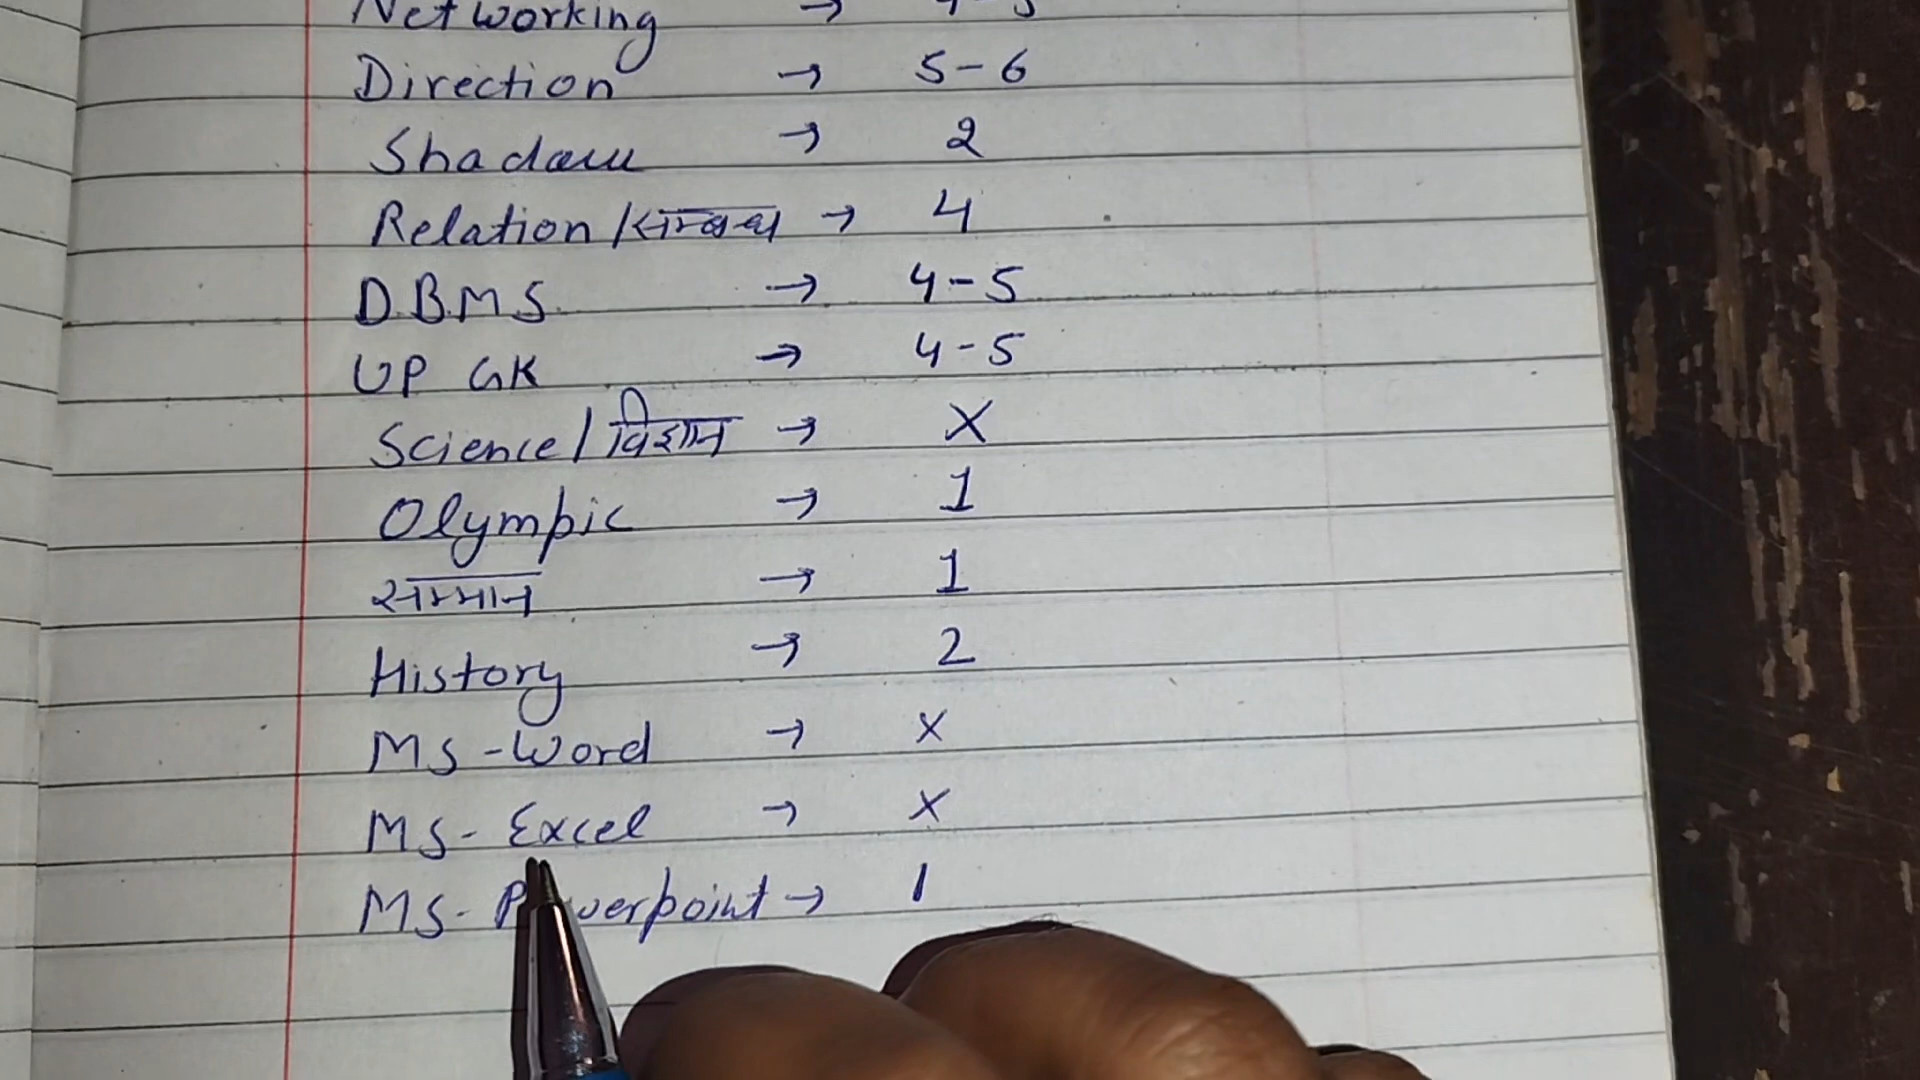 Networking →
Direction → 5-6
Shadow → 2
Relation/सम्बन्ध → 4
D.B.M.S. → 4-5
UP GK → 4-5
Science/विज्ञान → X
Olympic → 1
सम्मान → 1
History → 2
MS-Word → X
MS-Excel → X
MS-Powerpoint → 1